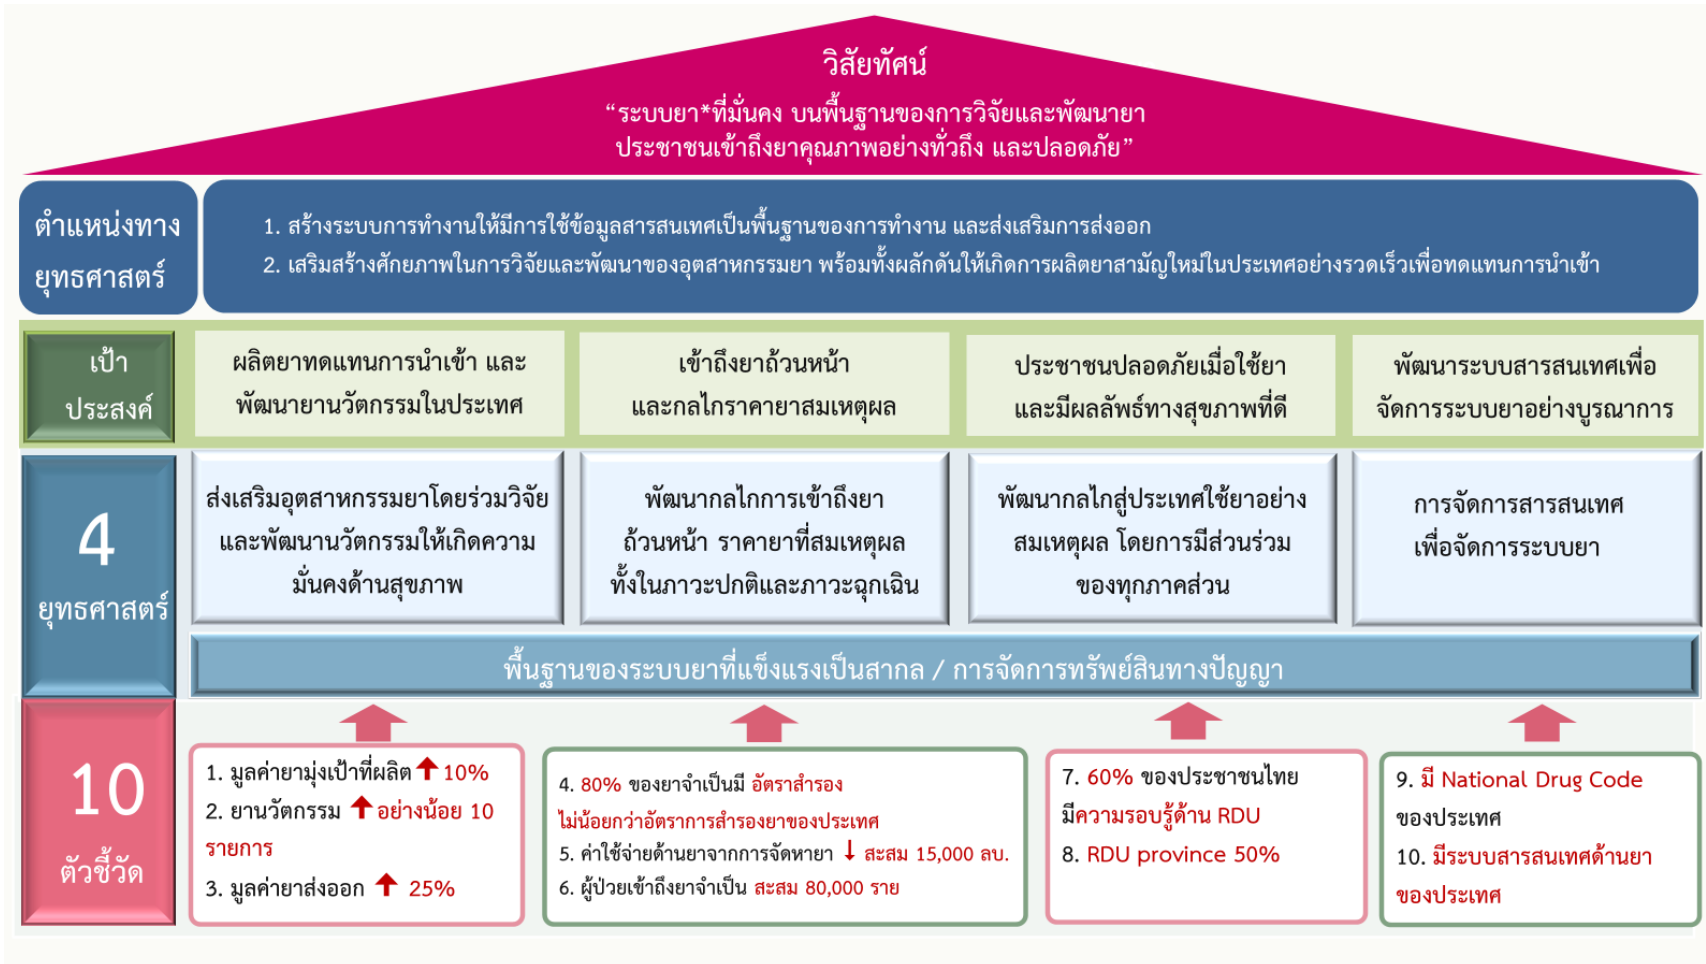 วิสัยทัศน์
“ระบบยา*ที่มั่นคง บนพื้นฐานของการวิจัยและพัฒนายา
ประชาชนเข้าถึงยาคุณภาพอย่างทั่วถึง และปลอดภัย”
ตำแหน่งทาง
ยุทธศาสตร์
1. สร้างระบบการทำงานให้มีการใช้ข้อมูลสารสนเทศเป็นพื้นฐานของการทำงาน และส่งเสริมการส่งออก
2. เสริมสร้างศักยภาพในการวิจัยและพัฒนาของอุตสาหกรรมยา พร้อมทั้งผลักดันให้เกิดการผลิตยาสามัญใหม่ในประเทศอย่างรวดเร็วเพื่อทดแทนการนำเข้า
เป้า
ประสงค์
ผลิตยาทดแทนการนำเข้า และ
พัฒนายานวัตกรรมในประเทศ
เข้าถึงยาถ้วนหน้า
และกลไกราคายาสมเหตุผล
ประชาชนปลอดภัยเมื่อใช้ยา
และมีผลลัพธ์ทางสุขภาพที่ดี
พัฒนาระบบสารสนเทศเพื่อ
จัดการระบบยาอย่างบูรณาการ
4
ยุทธศาสตร์
ส่งเสริมอุตสาหกรรมยาโดยร่วมวิจัย
และพัฒนานวัตกรรมให้เกิดความ
มั่นคงด้านสุขภาพ
พัฒนากลไกการเข้าถึงยา
ถ้วนหน้า ราคายาที่สมเหตุผล
ทั้งในภาวะปกติและภาวะฉุกเฉิน
พัฒนากลไกสู่ประเทศใช้ยาอย่าง
สมเหตุผล โดยการมีส่วนร่วม
ของทุกภาคส่วน
การจัดการสารสนเทศ
เพื่อจัดการระบบยา
พื้นฐานของระบบยาที่แข็งแรงเป็นสากล / การจัดการทรัพย์สินทางปัญญา
10
ตัวชี้วัด
1. มูลค่ายามุ่งเป้าที่ผลิต ⬆ 10%
2. ยานวัตกรรม ⬆ อย่างน้อย 10
รายการ
3. มูลค่ายาส่งออก ⬆ 25%
4. 80% ของยาจำเป็นมี อัตราสำรอง
ไม่น้อยกว่าอัตราการสำรองยาของประเทศ
5. ค่าใช้จ่ายด้านยาจากการจัดหายา ⬇ สะสม 15,000 ลบ.
6. ผู้ป่วยเข้าถึงยาจำเป็น สะสม 80,000 ราย
7. 60% ของประชาชนไทย
มีความรอบรู้ด้าน RDU
8. RDU province 50%
9. มี National Drug Code
ของประเทศ
10. มีระบบสารสนเทศด้านยา
ของประเทศ